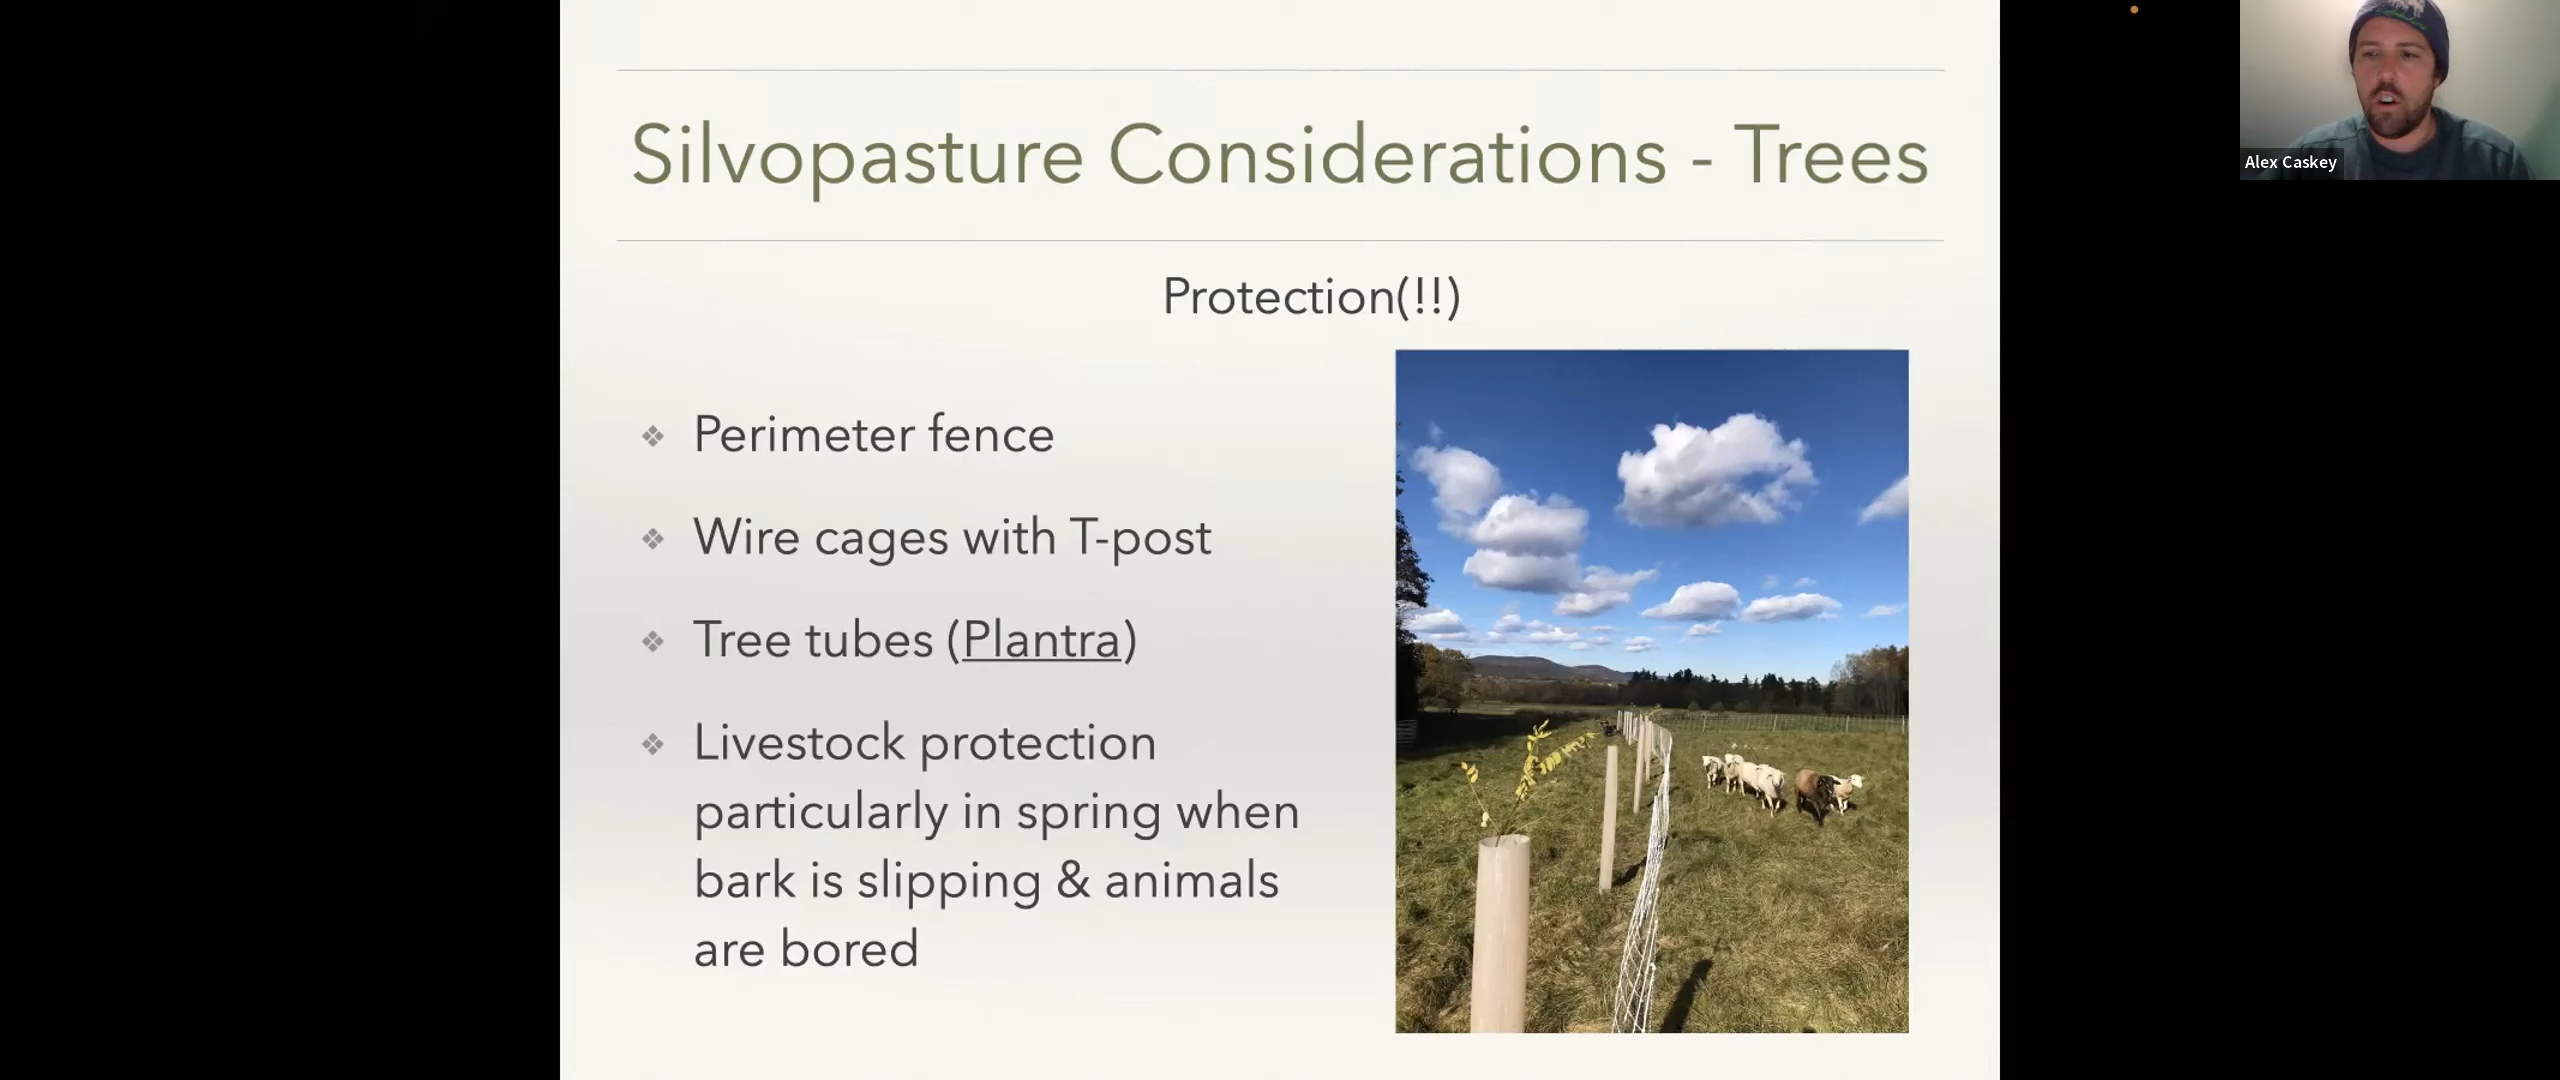 Silvopasture Considerations - Trees
Alex Caskey
Protection(!!)
❖ Perimeter fence
❖ Wire cages with T-post
❖ Tree tubes (Plantra)
❖ Livestock protection
particularly in spring when
bark is slipping & animals
are bored